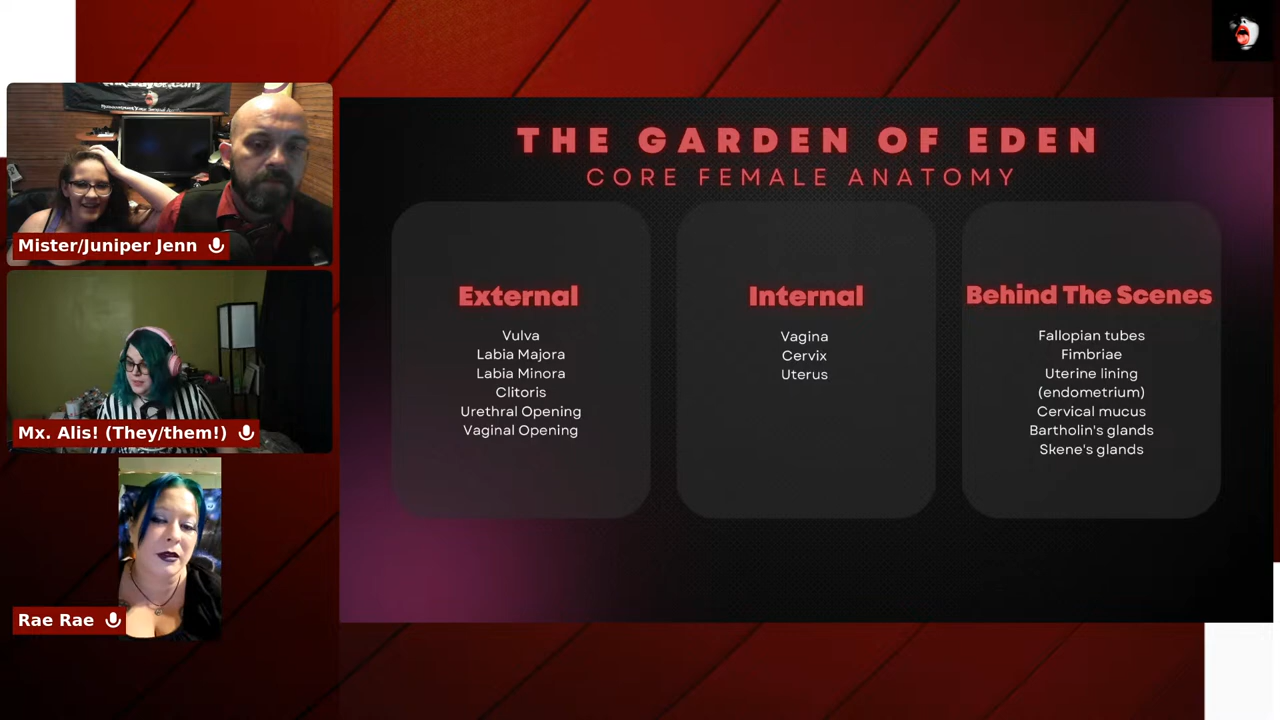 THE GARDEN OF EDEN
CORE FEMALE ANATOMY
External
Vulva
Labia Majora
Labia Minora
Clitoris
Urethral Opening
Vaginal Opening
Internal
Vagina
Cervix
Uterus
Behind The Scenes
Fallopian tubes
Fimbriae
Uterine lining
(endometrium)
Cervical mucus
Bartholin's glands
Skene's glands
Mister/Juniper Jenn
Mx. Alis! (They/them!)
Rae Rae